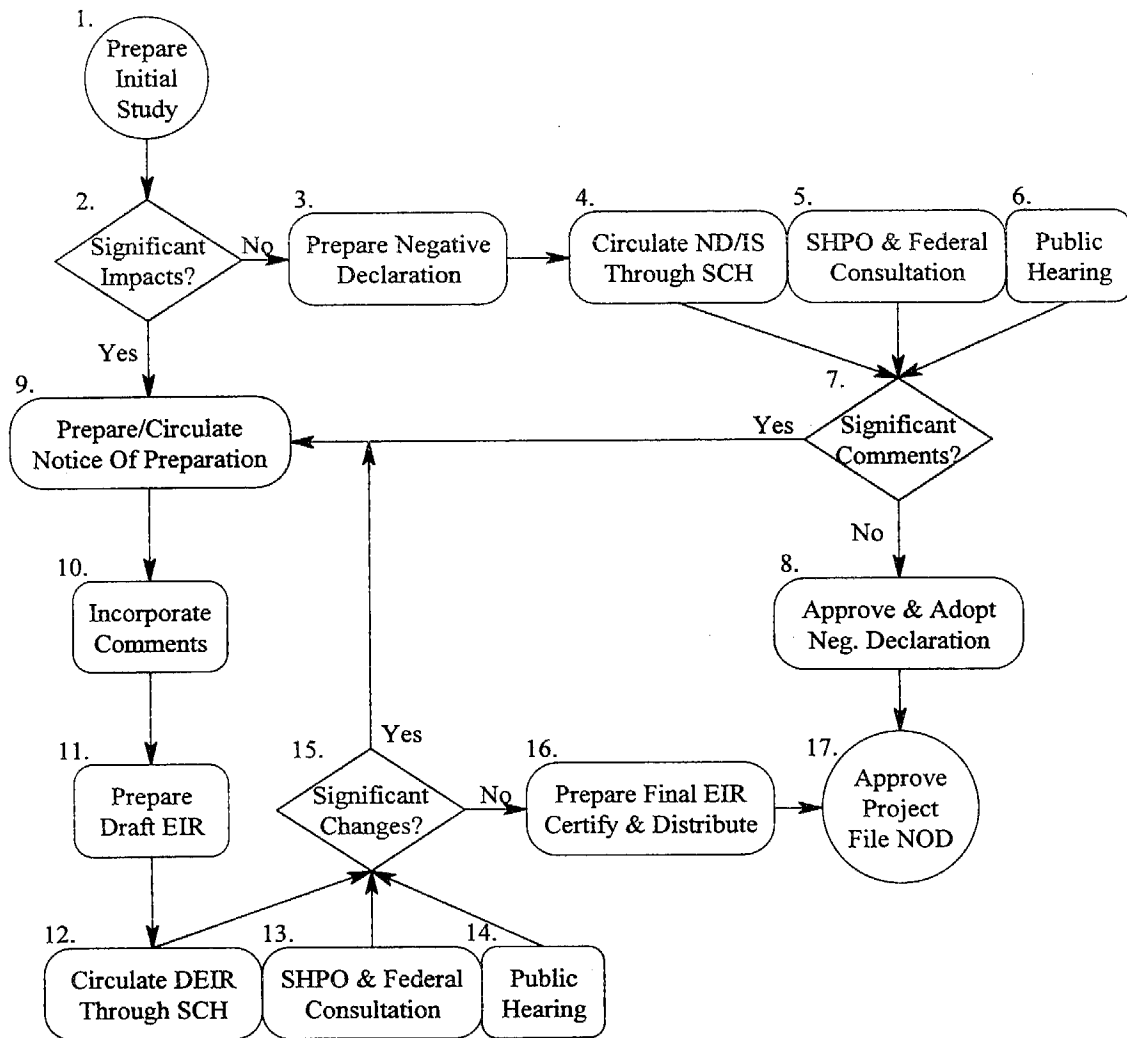 1.
Prepare
Initial
Study
2.
Significant
Impacts?
No
Yes
3.
Prepare Negative
Declaration
4.
Circulate ND/IS
Through SCH
5.
SHPO & Federal
Consultation
6.
Public
Hearing
7.
Significant
Comments?
Yes
No
8.
Approve & Adopt
Neg. Declaration
9.
Prepare/Circulate
Notice Of Preparation
10.
Incorporate
Comments
11.
Prepare
Draft EIR
12.
Circulate DEIR
Through SCH
13.
SHPO & Federal
Consultation
14.
Public
Hearing
15.
Significant
Changes?
Yes
No
16.
Prepare Final EIR
Certify & Distribute
17.
Approve
Project
File NOD